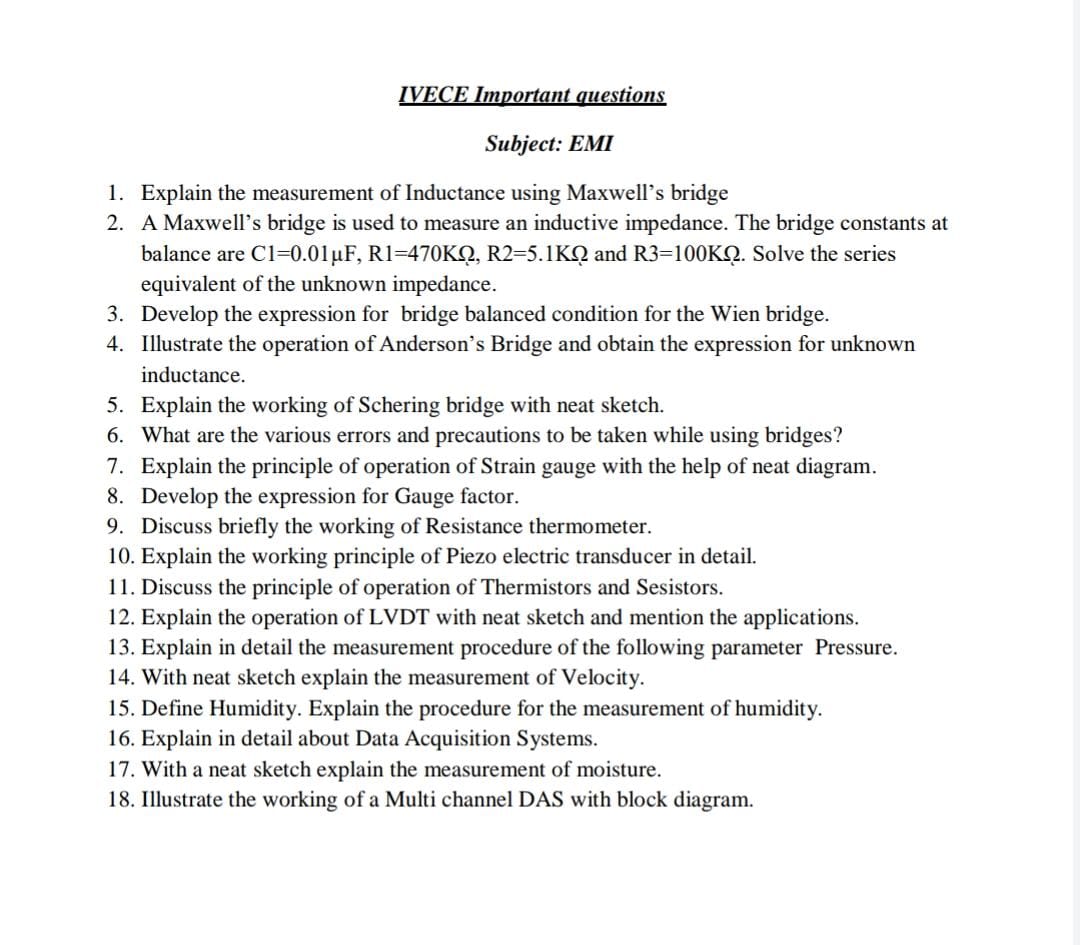 IVECE Important questions
Subject: EMI
1. Explain the measurement of Inductance using Maxwell’s bridge
2. A Maxwell’s bridge is used to measure an inductive impedance. The bridge constants at
balance are C1=0.01µF, R1=470KΩ, R2=5.1KΩ and R3=100KΩ. Solve the series
equivalent of the unknown impedance.
3. Develop the expression for bridge balanced condition for the Wien bridge.
4. Illustrate the operation of Anderson’s Bridge and obtain the expression for unknown
inductance.
5. Explain the working of Schering bridge with neat sketch.
6. What are the various errors and precautions to be taken while using bridges?
7. Explain the principle of operation of Strain gauge with the help of neat diagram.
8. Develop the expression for Gauge factor.
9. Discuss briefly the working of Resistance thermometer.
10. Explain the working principle of Piezo electric transducer in detail.
11. Discuss the principle of operation of Thermistors and Sesistors.
12. Explain the operation of LVDT with neat sketch and mention the applications.
13. Explain in detail the measurement procedure of the following parameter Pressure.
14. With neat sketch explain the measurement of Velocity.
15. Define Humidity. Explain the procedure for the measurement of humidity.
16. Explain in detail about Data Acquisition Systems.
17. With a neat sketch explain the measurement of moisture.
18. Illustrate the working of a Multi channel DAS with block diagram.